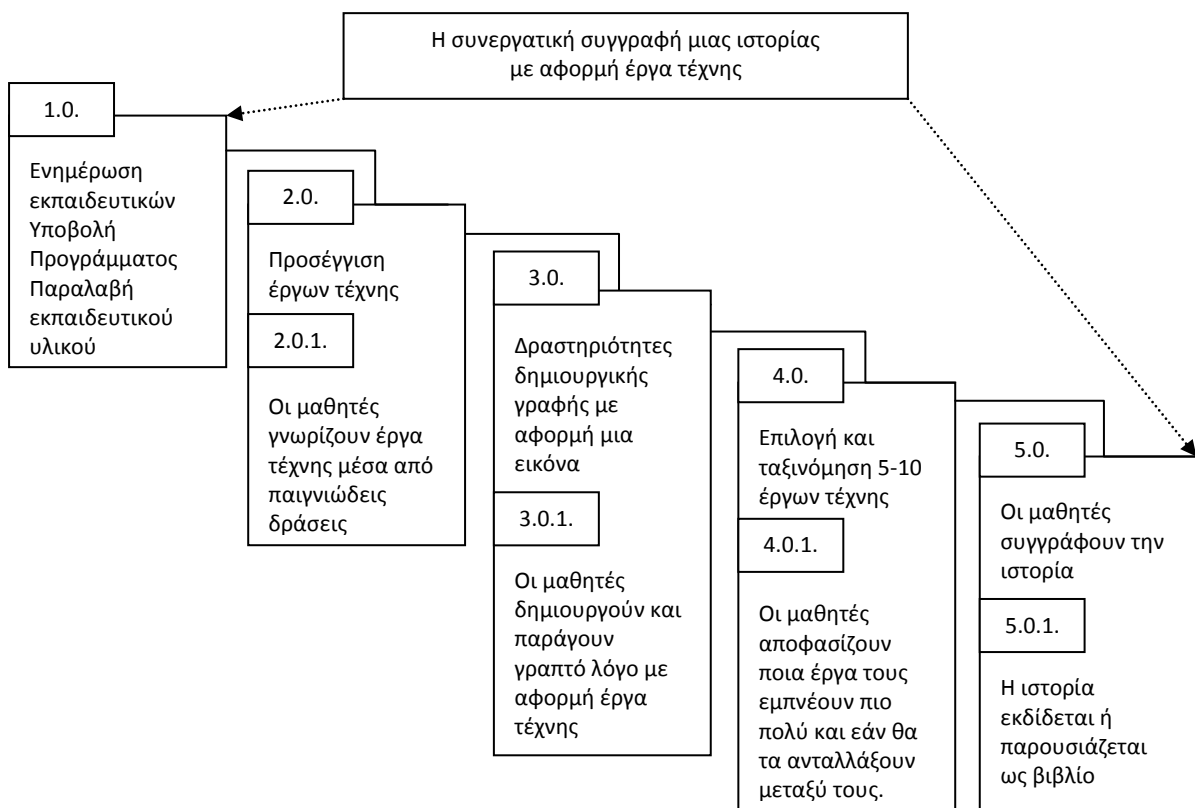 Η συνεργατική συγγραφή μιας ιστορίας
με αφορμή έργα τέχνης
1.0.
Ενημέρωση
εκπαιδευτικών
Υποβολή
Προγράμματος
Παραλαβή
εκπαιδευτικού
υλικού
2.0.
Προσέγγιση
έργων τέχνης
2.0.1.
Οι μαθητές
γνωρίζουν έργα
τέχνης μέσα από
παιγνιώδεις
δράσεις
3.0.
Δραστηριότητες
δημιουργικής
γραφής με
αφορμή μια
εικόνα
3.0.1.
Οι μαθητές
δημιουργούν και
παράγουν
γραπτό λόγο με
αφορμή έργα
τέχνης
4.0.
Επιλογή και
ταξινόμηση 5-10
έργων τέχνης
4.0.1.
Οι μαθητές
αποφασίζουν
ποια έργα τους
εμπνέουν πιο
πολύ και εάν θα
τα ανταλλάξουν
μεταξύ τους.
5.0.
Οι μαθητές
συγγράφουν την
ιστορία
5.0.1.
Η ιστορία
εκδίδεται ή
παρουσιάζεται
ως βιβλίο